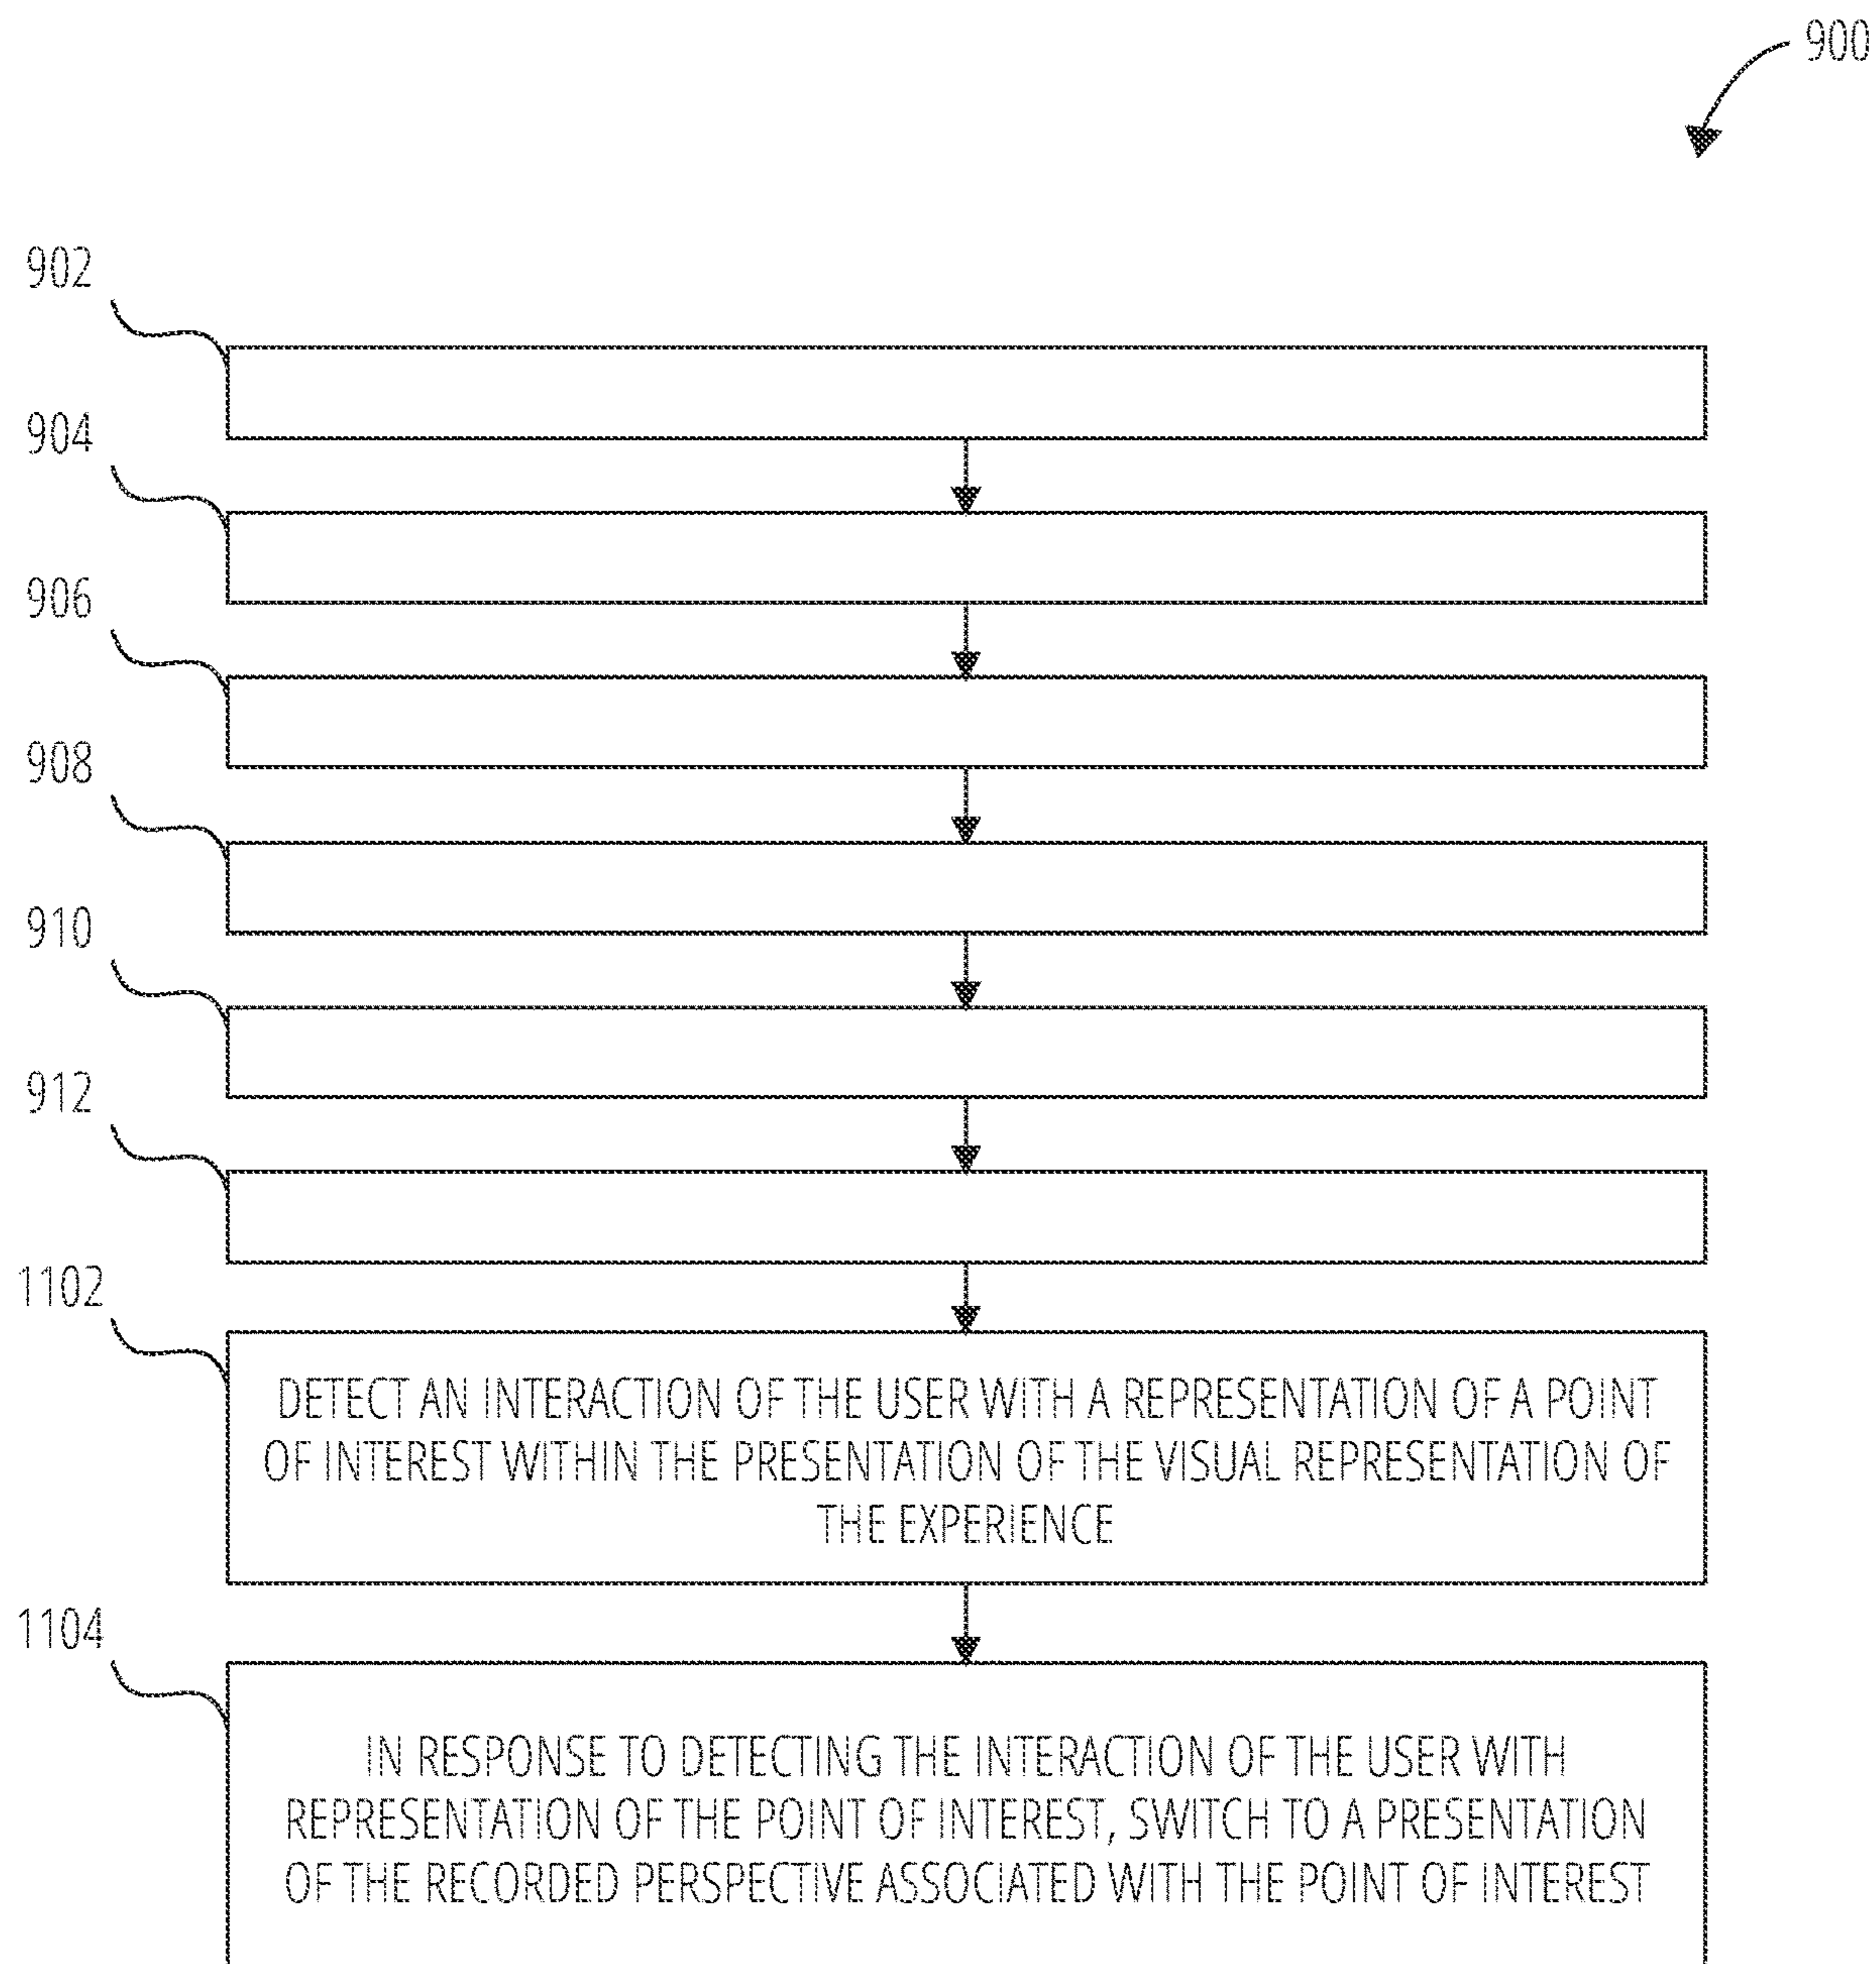 900
902
904
906
908
910
912
1102
DETECT AN INTERACTION OF THE USER WITH A REPRESENTATION OF A POINT
OF INTEREST WITHIN THE PRESENTATION OF THE VISUAL REPRESENTATION OF
THE EXPERIENCE
1104
IN RESPONSE TO DETECTING THE INTERACTION OF THE USER WITH
REPRESENTATION OF THE POINT OF INTEREST, SWITCH TO A PRESENTATION
OF THE RECORDED PERSPECTIVE ASSOCIATED WITH THE POINT OF INTEREST